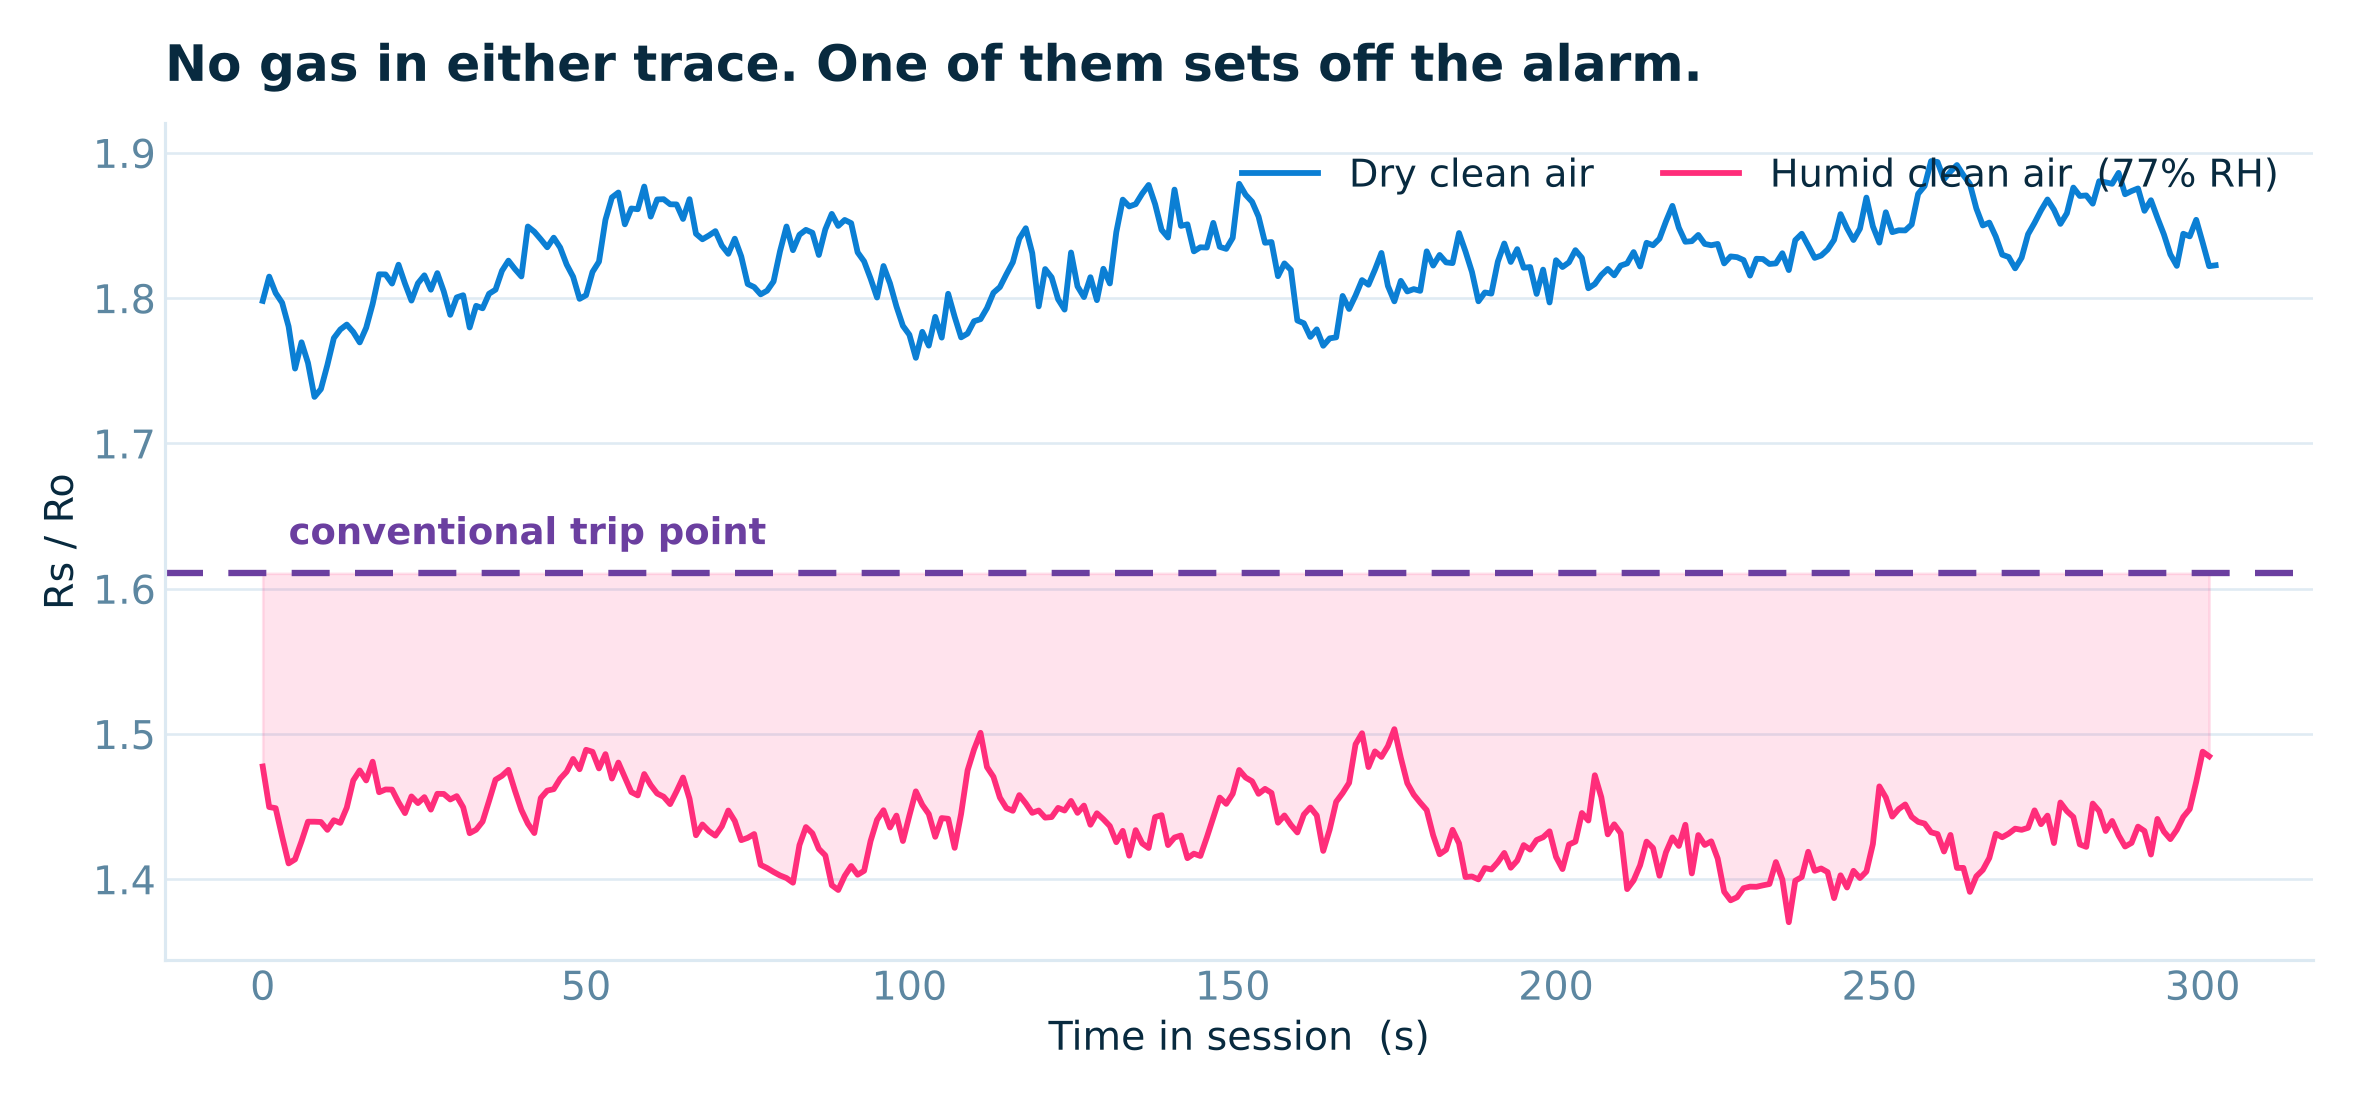 No gas in either trace. One of them sets off the alarm.
1.9
Dry clean air Humid clean air (77% RH)
1.8
1.7
conventional trip point
Rs / Ro
1.6
1.5
1.4
0 50 100 150 200 250 300
Time in session (s)